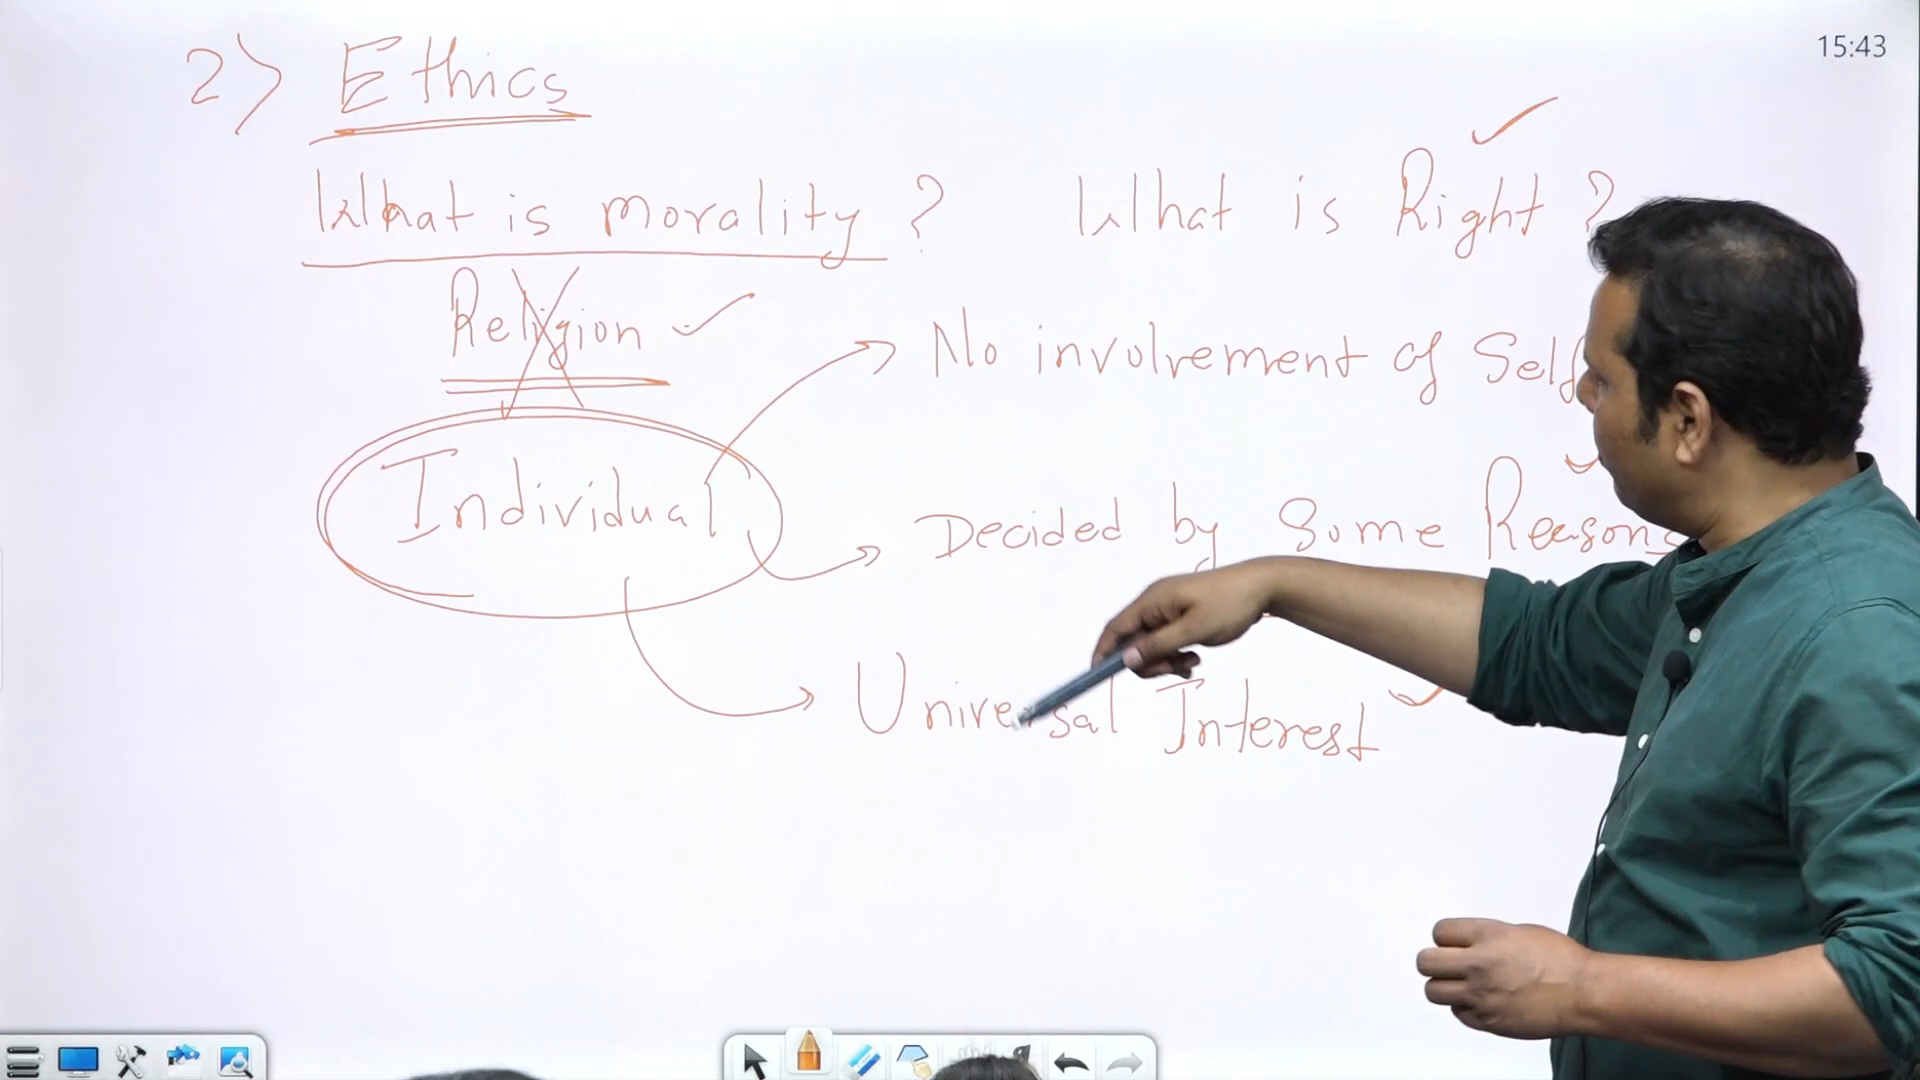 15:43
2) Ethics
What is morality ? What is Right ?
Religion
No involvement of Self
Individual
Decided by Some Reasons
Universal Interest